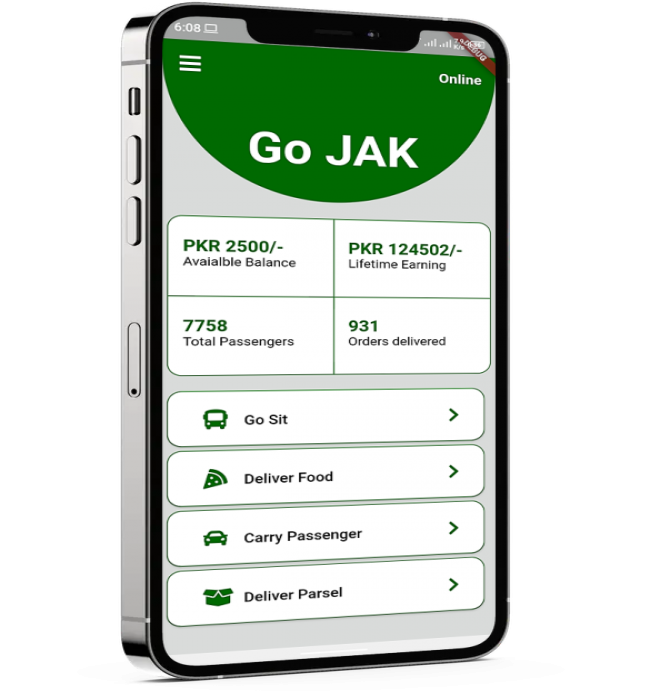 6:08
Online
Go JAK
PKR 2500/-
Avaialble Balance
PKR 124502/-
Lifetime Earning
7758
Total Passengers
931
Orders delivered
Go Sit
Deliver Food
Carry Passenger
Deliver Parsel